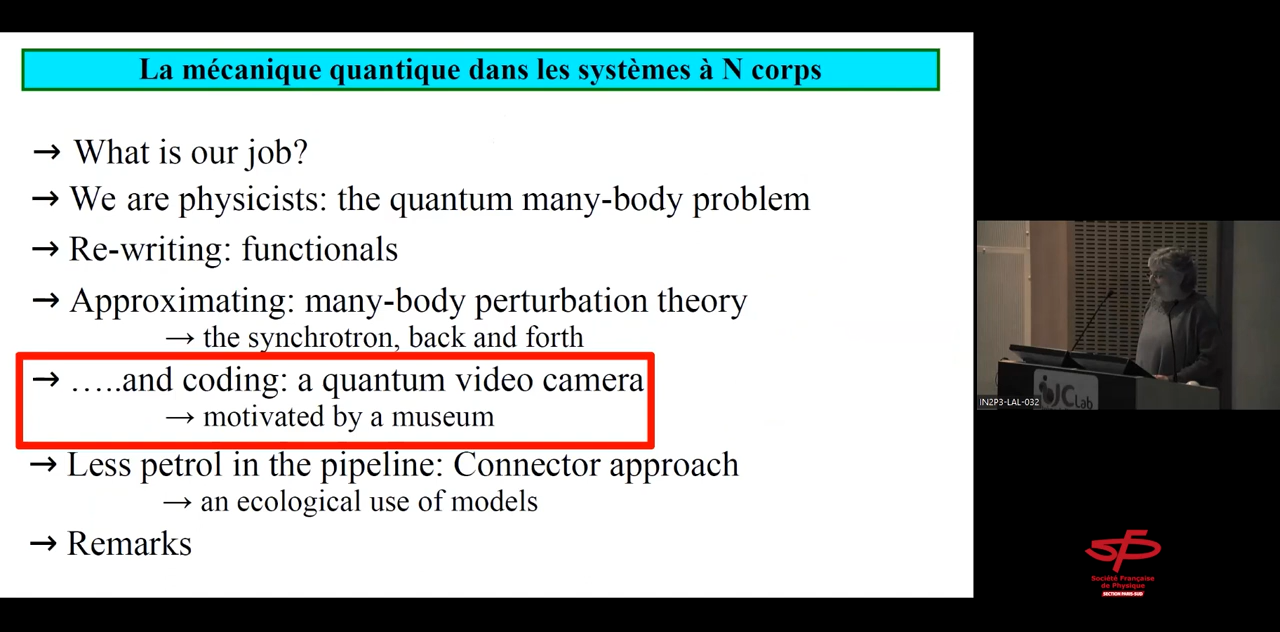 La mécanique quantique dans les systèmes à N corps
→ What is our job?
→ We are physicists: the quantum many-body problem
→ Re-writing: functionals
→ Approximating: many-body perturbation theory
→ the synchrotron, back and forth
→ …..and coding: a quantum video camera
→ motivated by a museum
→ Less petrol in the pipeline: Connector approach
→ an ecological use of models
→ Remarks
IJCLab
IN2P3-LAL-032
sfp
Société Française
de Physique
SECTION PARIS-SUD